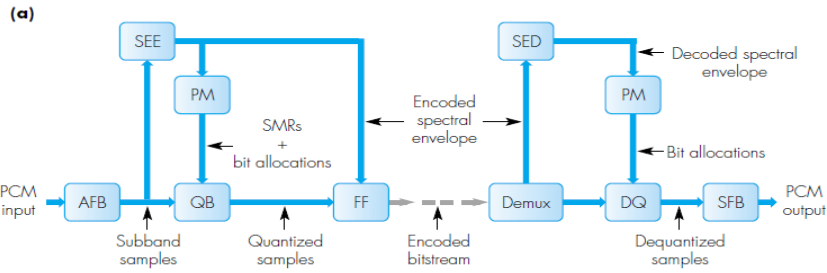 (a)
SEE
SED
Decoded spectral
envelope
PM
PM
Encoded
spectral
envelope
SMRs
+
bit allocations
Bit allocations
PCM
input
AFB
QB
FF
Demux
DQ
SFB
PCM
output
Subband
samples
Quantized
samples
Encoded
bitstream
Dequantized
samples